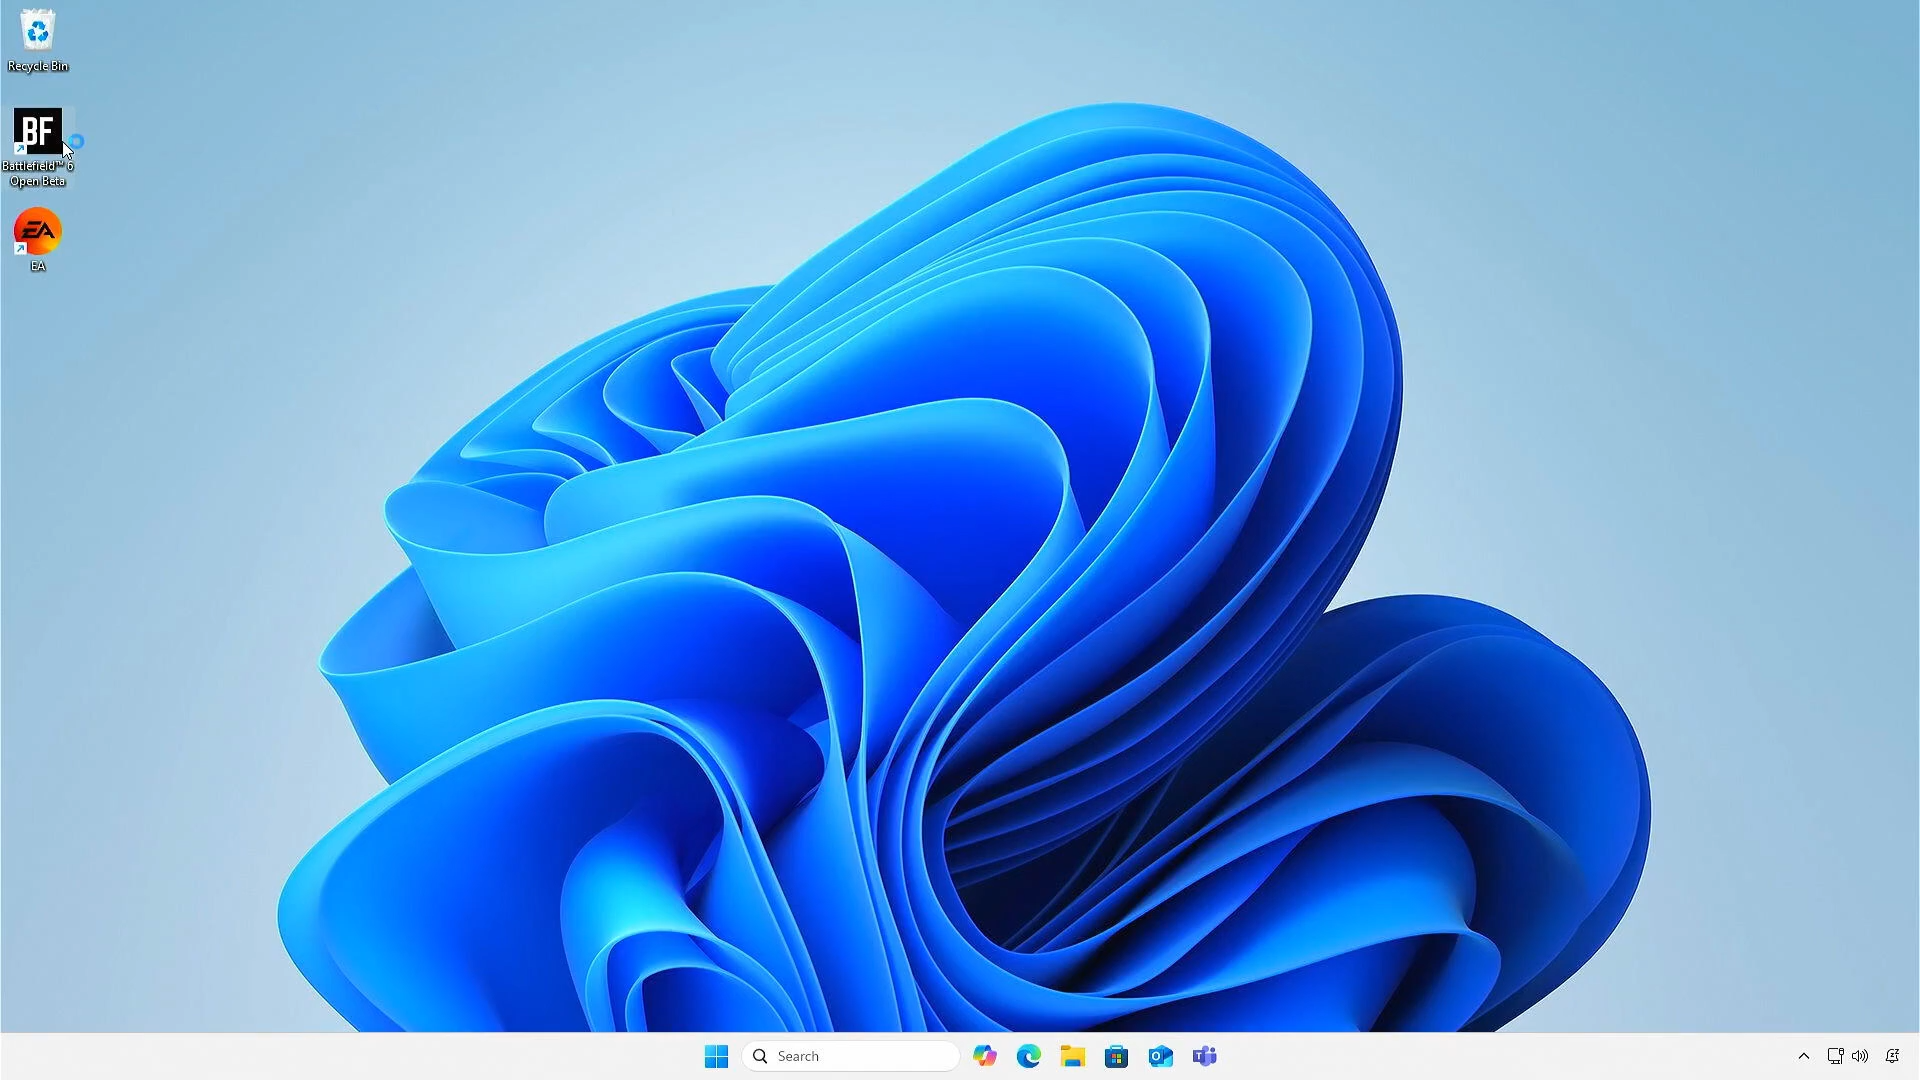 Recycle Bin
BF
Battlefield™ 6
Open Beta
EA
EA
Search